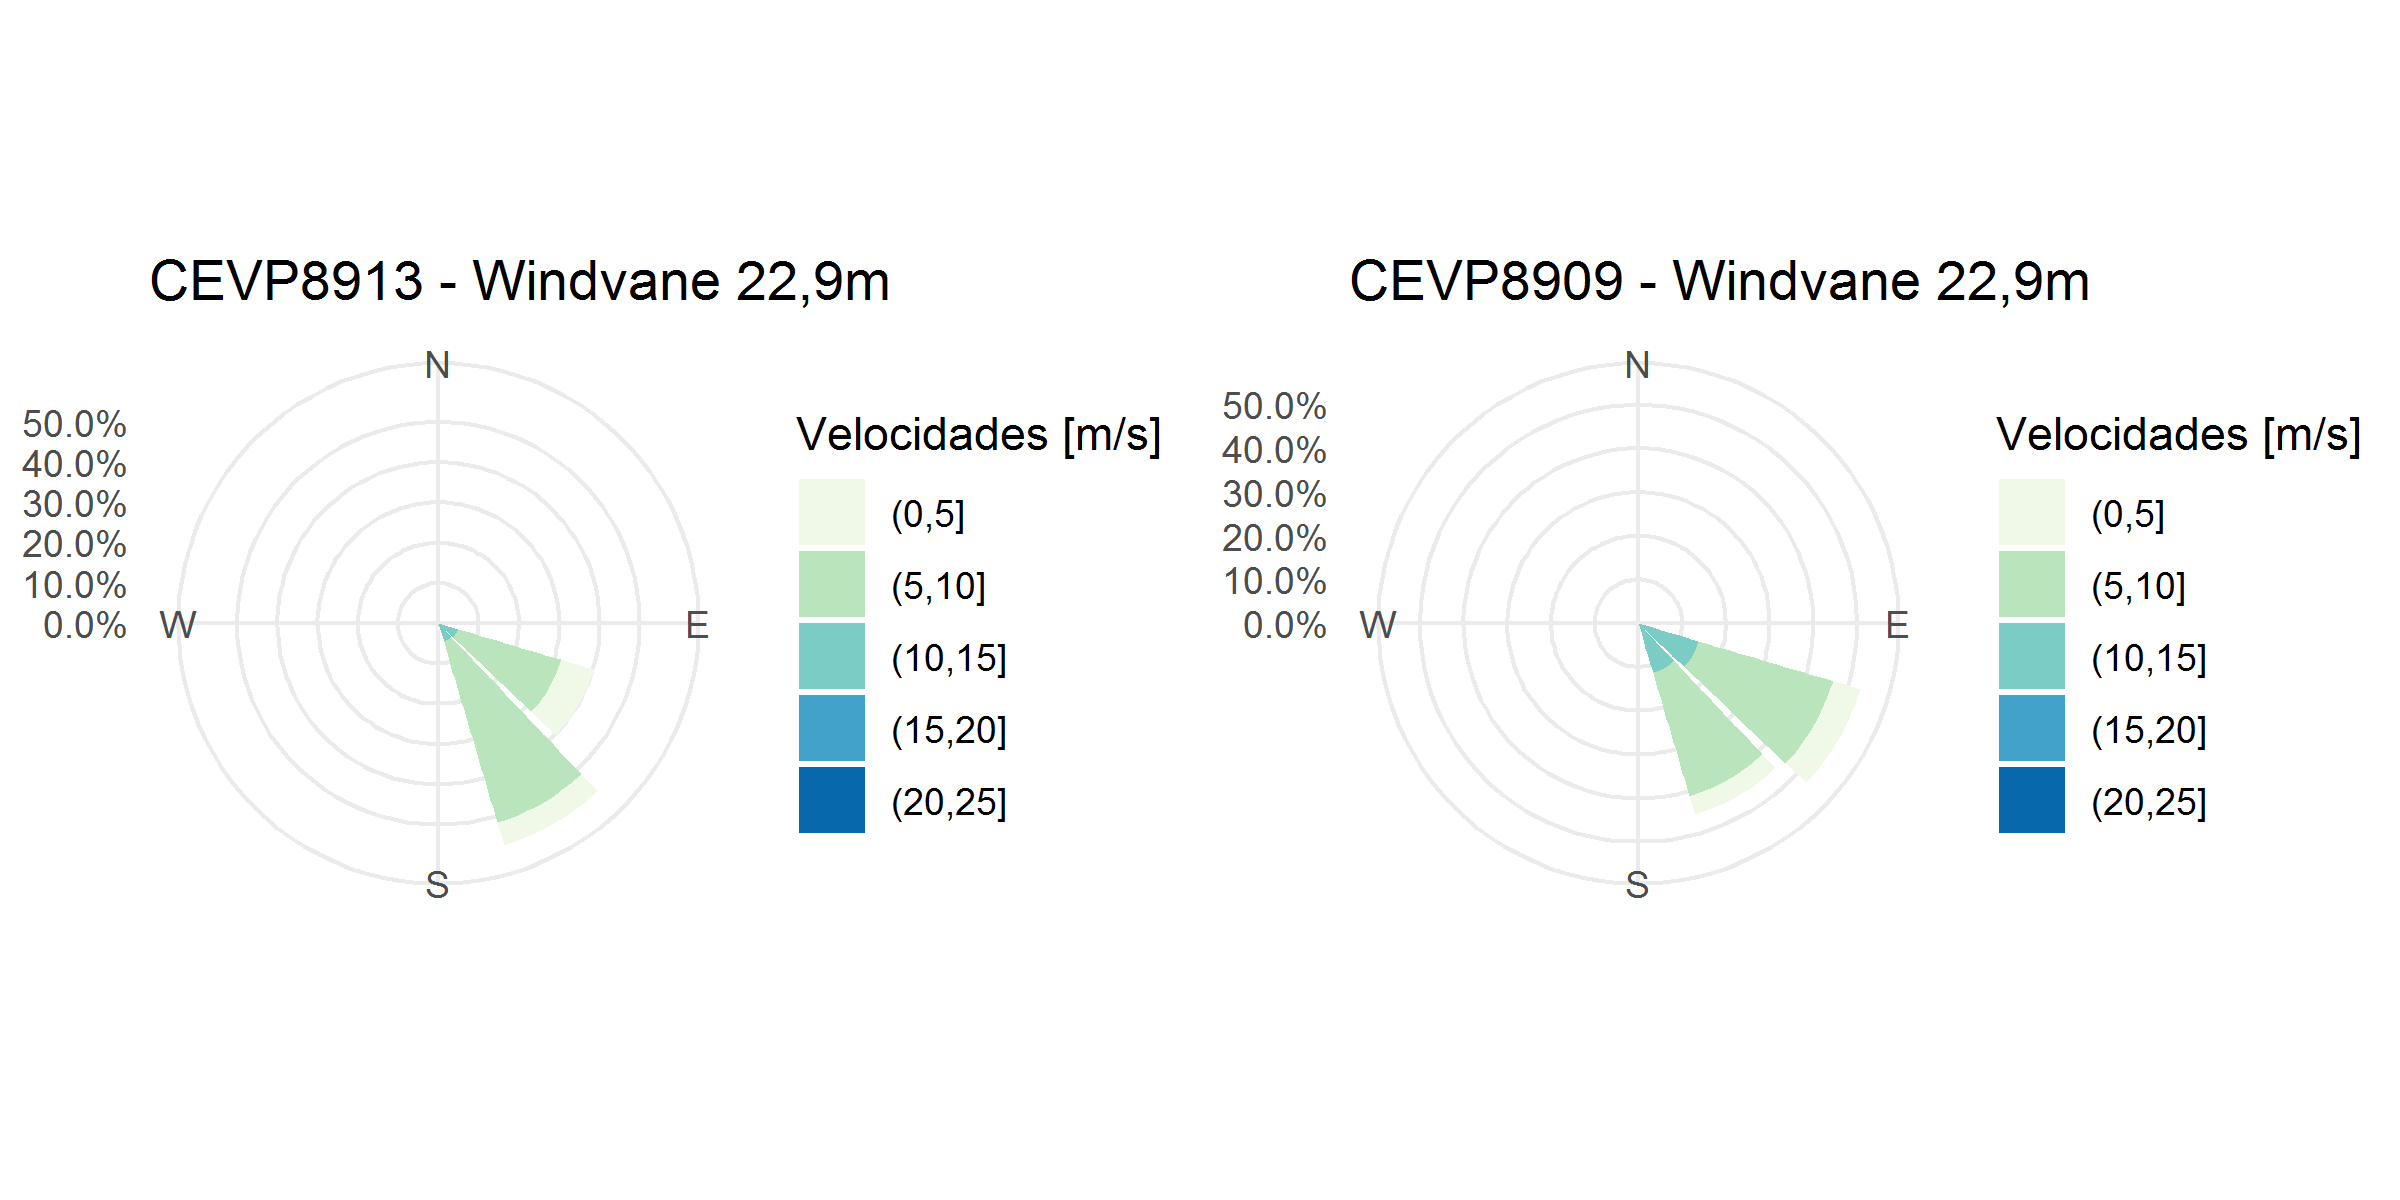 CEVP8913 - Windvane 22,9m
N
50.0%
40.0%
30.0%
20.0%
10.0%
0.0%
W
E
S
Velocidades [m/s]
(0,5]
(5,10]
(10,15]
(15,20]
(20,25]
CEVP8909 - Windvane 22,9m
N
50.0%
40.0%
30.0%
20.0%
10.0%
0.0%
W
E
S
Velocidades [m/s]
(0,5]
(5,10]
(10,15]
(15,20]
(20,25]